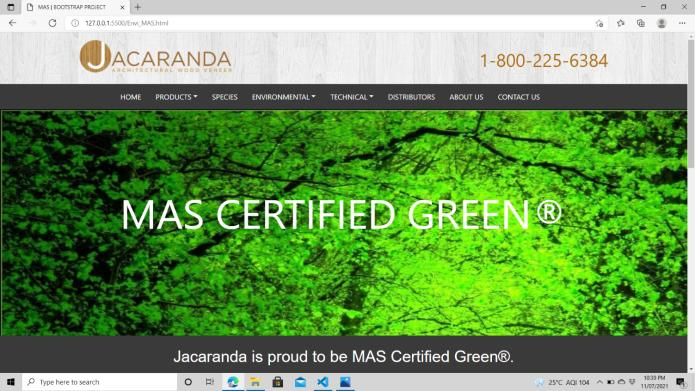 MAS | BOOTSTRAP PROJECT
127.0.0.1:5500/Envi_MAS.html
JACARANDA
ARCHITECTURAL WOOD VENEER
1-800-225-6384
HOME PRODUCTS SPECIES ENVIRONMENTAL TECHNICAL DISTRIBUTORS ABOUT US CONTACT US
MAS CERTIFIED GREEN ®
Jacaranda is proud to be MAS Certified Green®.
Type here to search
25°C AQI 104
10:39 PM
11/07/2021